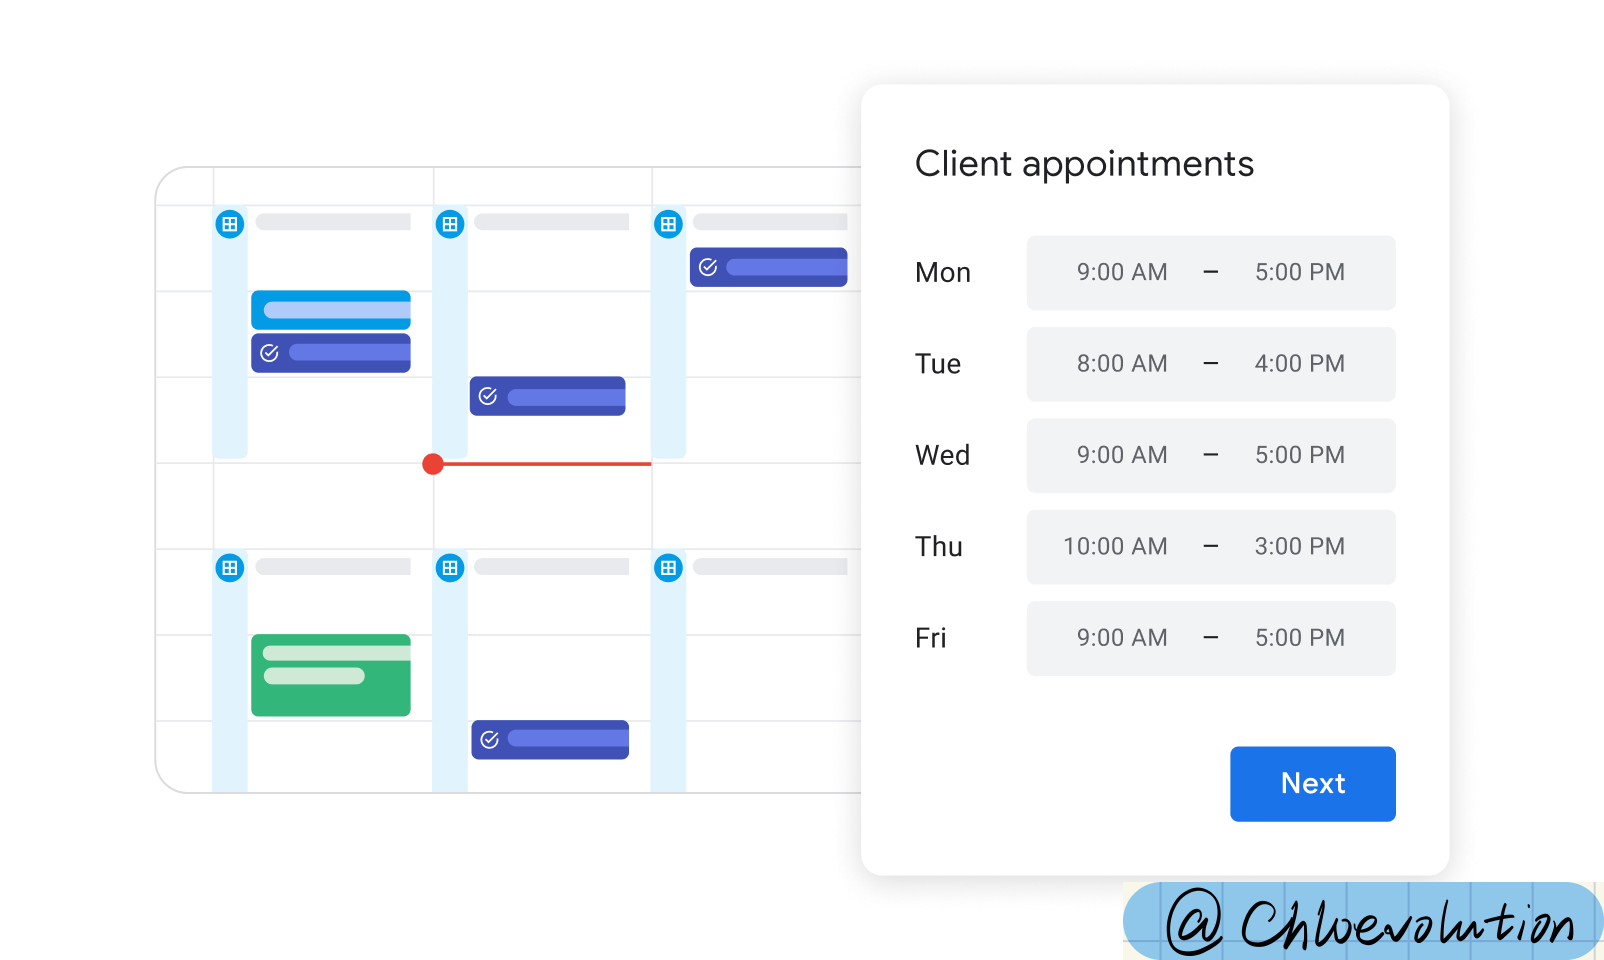 Client appointments
Mon 9:00 AM – 5:00 PM
Tue 8:00 AM – 4:00 PM
Wed 9:00 AM – 5:00 PM
Thu 10:00 AM – 3:00 PM
Fri 9:00 AM – 5:00 PM
Next
@Chloevolution